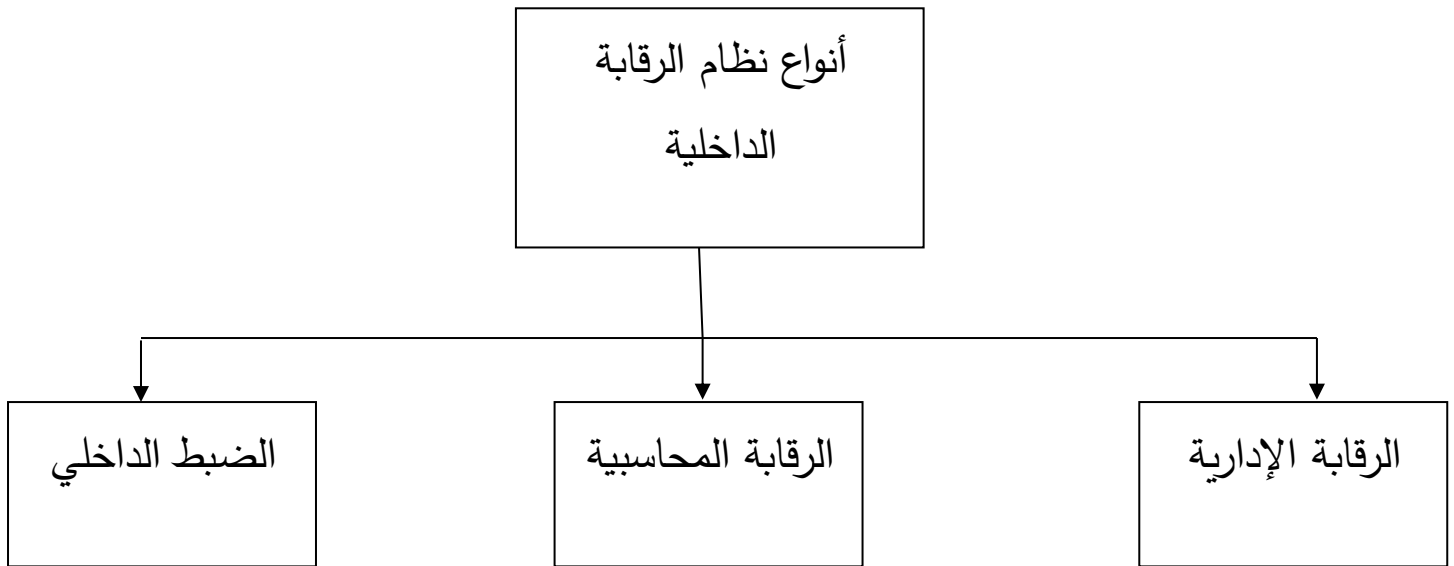 أنواع نظام الرقابة
الداخلية
الرقابة الإدارية
الرقابة المحاسبية
الضبط الداخلي